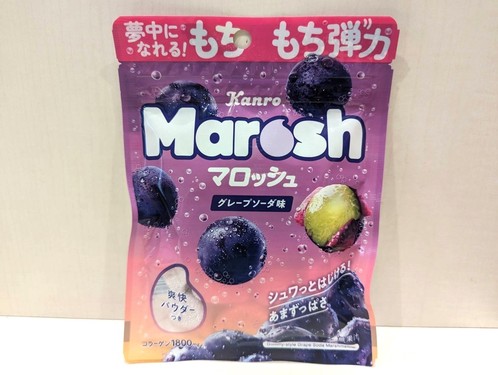 夢中に
なれる!
もち もち弾力
Kanro
Marosh
マロッシュ
グレープソーダ味
シュワっとはじける!
あまずっぱさ
爽快
パウダー
つき
コラーゲン1800